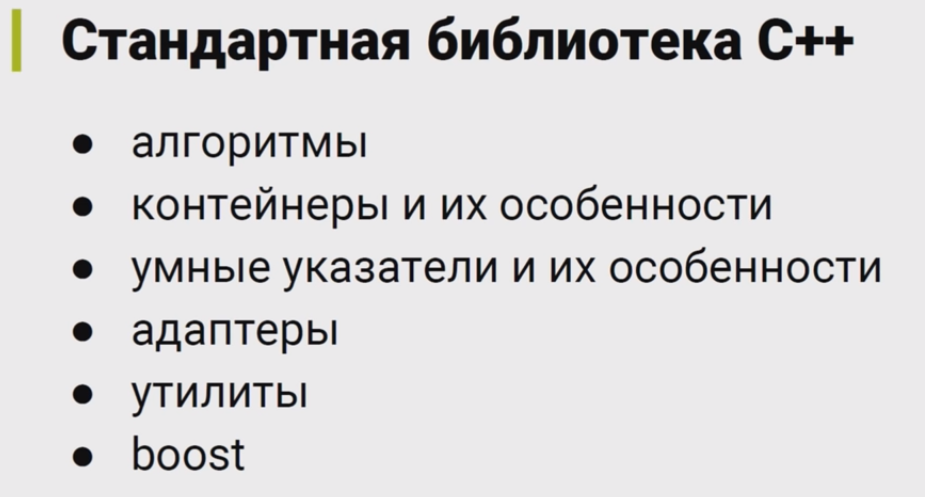 Стандартная библиотека C++
● алгоритмы
● контейнеры и их особенности
● умные указатели и их особенности
● адаптеры
● утилиты
● boost